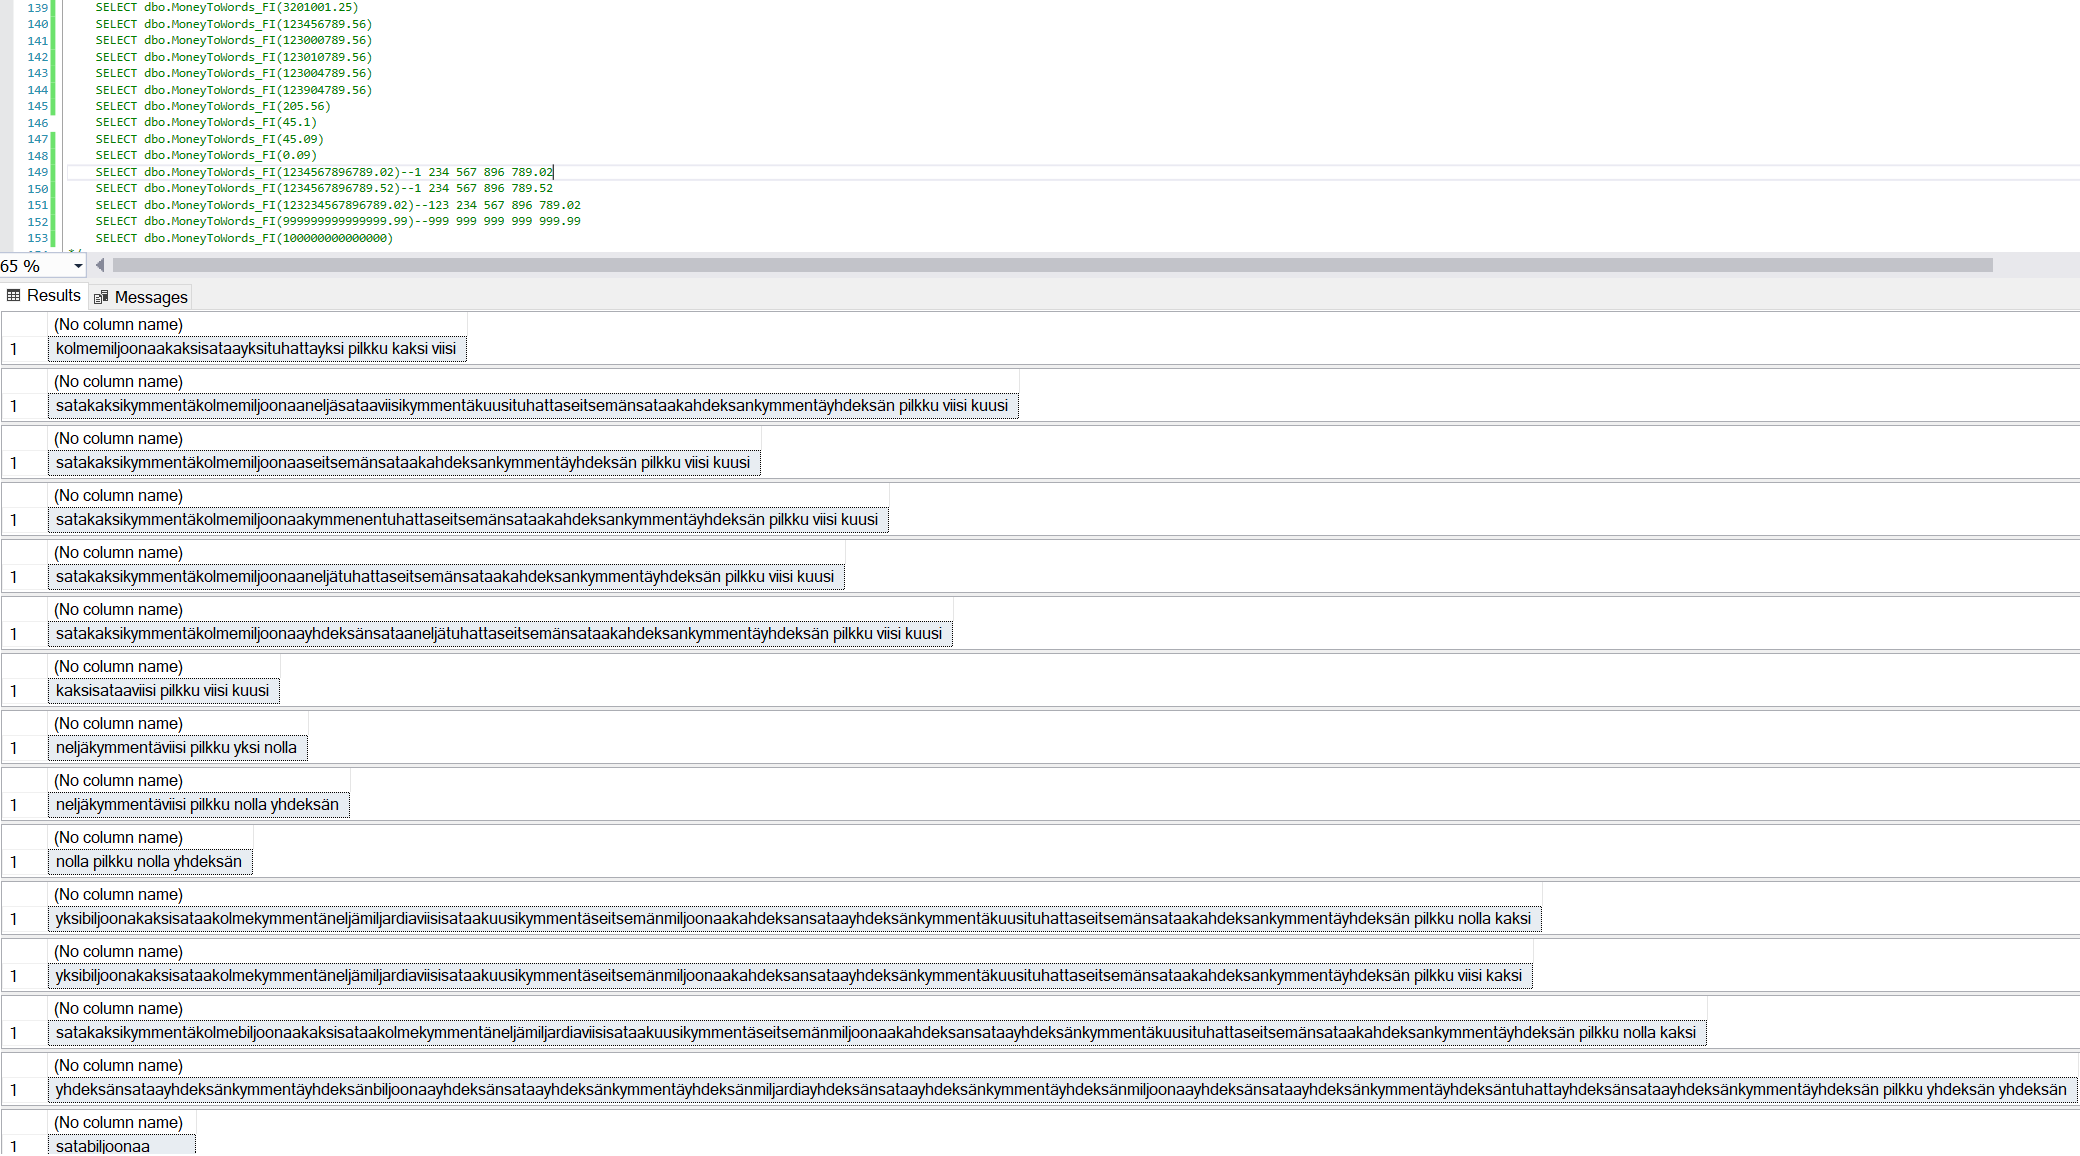 139 SELECT dbo.MoneyToWords_FI(3201001.25)
140 SELECT dbo.MoneyToWords_FI(123456789.56)
141 SELECT dbo.MoneyToWords_FI(123000789.56)
142 SELECT dbo.MoneyToWords_FI(123010789.56)
143 SELECT dbo.MoneyToWords_FI(123004789.56)
144 SELECT dbo.MoneyToWords_FI(123904789.56)
145 SELECT dbo.MoneyToWords_FI(205.56)
146 SELECT dbo.MoneyToWords_FI(45.1)
147 SELECT dbo.MoneyToWords_FI(45.09)
148 SELECT dbo.MoneyToWords_FI(0.09)
149 SELECT dbo.MoneyToWords_FI(1234567896789.02)--1 234 567 896 789.02
150 SELECT dbo.MoneyToWords_FI(1234567896789.52)--1 234 567 896 789.52
151 SELECT dbo.MoneyToWords_FI(123234567896789.02)--123 234 567 896 789.02
152 SELECT dbo.MoneyToWords_FI(999999999999999.99)--999 999 999 999 999.99
153 SELECT dbo.MoneyToWords_FI(100000000000000)
65 %
Results Messages
(No column name)
1 kolmemiljoonaakaksisataayksituhattayksi pilkku kaksi viisi
(No column name)
1 satakaksikymmentäkolmemiljoonaaneljäsataaviisikymmentäkuusituhattaseitsemänsataakahdeksankymmentäyhdeksän pilkku viisi kuusi
(No column name)
1 satakaksikymmentäkolmemiljoonaaseitsemänsataakahdeksankymmentäyhdeksän pilkku viisi kuusi
(No column name)
1 satakaksikymmentäkolmemiljoonaakymmenentuhattaseitsemänsataakahdeksankymmentäyhdeksän pilkku viisi kuusi
(No column name)
1 satakaksikymmentäkolmemiljoonaaneljätuhattaseitsemänsataakahdeksankymmentäyhdeksän pilkku viisi kuusi
(No column name)
1 satakaksikymmentäkolmemiljoonaayhdeksänsataaneljätuhattaseitsemänsataakahdeksankymmentäyhdeksän pilkku viisi kuusi
(No column name)
1 kaksisataaviisi pilkku viisi kuusi
(No column name)
1 neljäkymmentäviisi pilkku yksi nolla
(No column name)
1 neljäkymmentäviisi pilkku nolla yhdeksän
(No column name)
1 nolla pilkku nolla yhdeksän
(No column name)
1 yksibiljoonakaksisataakolmekymmentäneljämiljardiaviisisataakuusikymmentäseitsemänmiljoonaakahdeksansataayhdeksänkymmentäkuusituhattaseitsemänsataakahdeksankymmentäyhdeksän pilkku nolla kaksi
(No column name)
1 yksibiljoonakaksisataakolmekymmentäneljämiljardiaviisisataakuusikymmentäseitsemänmiljoonaakahdeksansataayhdeksänkymmentäkuusituhattaseitsemänsataakahdeksankymmentäyhdeksän pilkku viisi kaksi
(No column name)
1 satakaksikymmentäkolmebiljoonaakaksisataakolmekymmentäneljämiljardiaviisisataakuusikymmentäseitsemänmiljoonaakahdeksansataayhdeksänkymmentäkuusituhattaseitsemänsataakahdeksankymmentäyhdeksän pilkku nolla kaksi
(No column name)
1 yhdeksänsataayhdeksänkymmentäyhdeksänbiljoonaayhdeksänsataayhdeksänkymmentäyhdeksänmiljardiayhdeksänsataayhdeksänkymmentäyhdeksänmiljoonaayhdeksänsataayhdeksänkymmentäyhdeksäntuhattayhdeksänsataayhdeksänkymmentäyhdeksän pilkku yhdeksän yhdeksän
(No column name)
1 satabiljoonaa